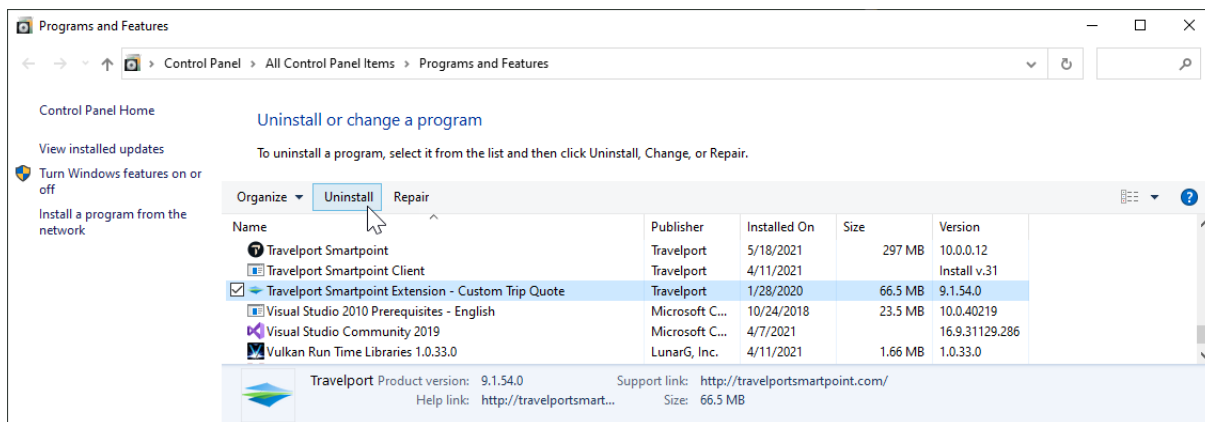 Programs and Features
Control Panel > All Control Panel Items > Programs and Features
Control Panel Home
View installed updates
Turn Windows features on or
off
Install a program from the
network
Uninstall or change a program
To uninstall a program, select it from the list and then click Uninstall, Change, or Repair.
Organize Uninstall Repair
Name Publisher Installed On Size Version
Travelport Smartpoint Travelport 5/18/2021 297 MB 10.0.0.12
Travelport Smartpoint Client Travelport 4/11/2021 Install v.31
Travelport Smartpoint Extension - Custom Trip Quote Travelport 1/28/2020 66.5 MB 9.1.54.0
Visual Studio 2010 Prerequisites - English Microsoft C... 10/24/2018 23.5 MB 10.0.40219
Visual Studio Community 2019 Microsoft C... 4/7/2021 16.9.31129.286
Vulkan Run Time Libraries 1.0.33.0 LunarG, Inc. 4/11/2021 1.66 MB 1.0.33.0
Travelport Product version: 9.1.54.0 Support link: http://travelportsmartpoint.com/
Help link: http://travelportsmart... Size: 66.5 MB